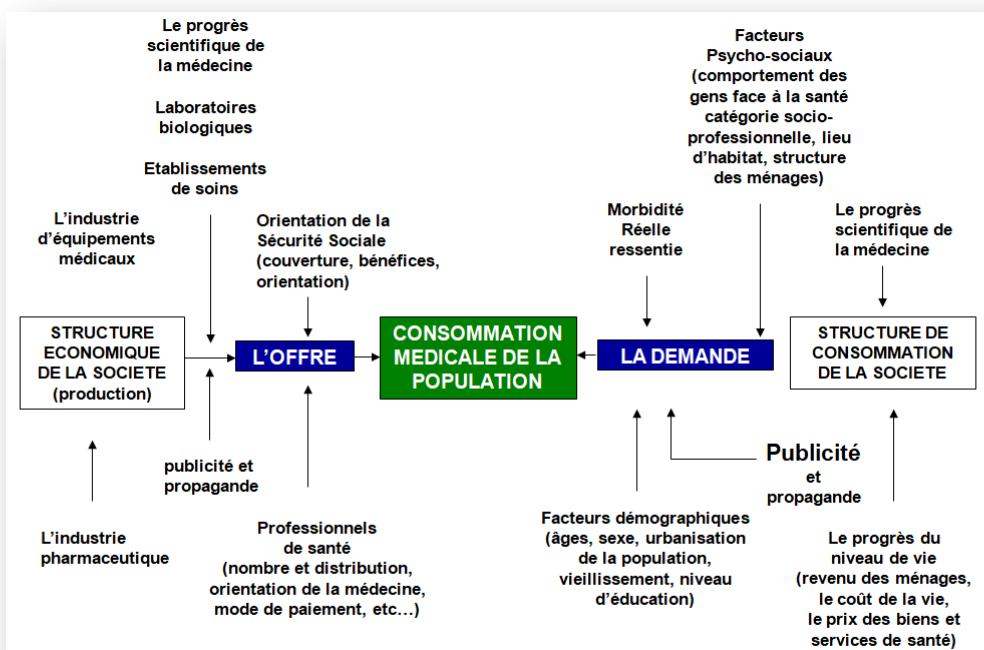 Le progrès
scientifique de
la médecine
Laboratoires
biologiques
Etablissements
de soins
L'industrie
d'équipements
médicaux
Orientation de la
Sécurité Sociale
(couverture, bénéfices,
orientation)
Facteurs
Psycho-sociaux
(comportement des
gens face à la santé
catégorie socio-
professionnelle, lieu
d'habitat, structure
des ménages)
Morbidité
Réelle
ressentie
Le progrès
scientifique de
la médecine
STRUCTURE
ECONOMIQUE
DE LA SOCIETE
(production)
L'OFFRE
CONSOMMATION
MEDICALE DE LA
POPULATION
LA DEMANDE
STRUCTURE DE
CONSOMMATION
DE LA SOCIETE
publicité et
propagande
L'industrie
pharmaceutique
Professionnels
de santé
(nombre et distribution,
orientation de la médecine,
mode de paiement, etc…)
Facteurs démographiques
(âges, sexe, urbanisation
de la population,
vieillissement, niveau
d'éducation)
Publicité
et
propagande
Le progrès du
niveau de vie
(revenu des ménages,
le coût de la vie,
le prix des biens et
services de santé)